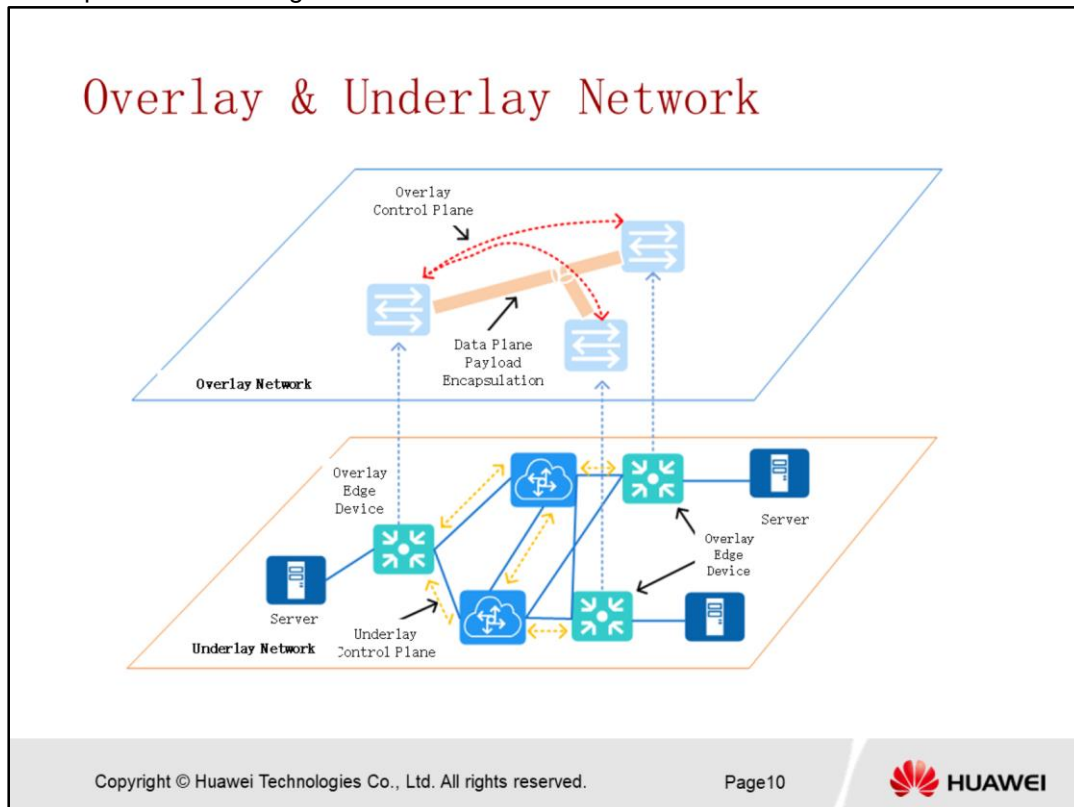 Overlay & Underlay Network
Overlay
Control Plane
Data Plane
Payload
Encapsulation
Overlay Network
Overlay
Edge
Device
Server
Server
Overlay
Edge
Device
Underlay
Control Plane
Underlay Network
Copyright © Huawei Technologies Co., Ltd. All rights reserved.
Page10
HUAWEI